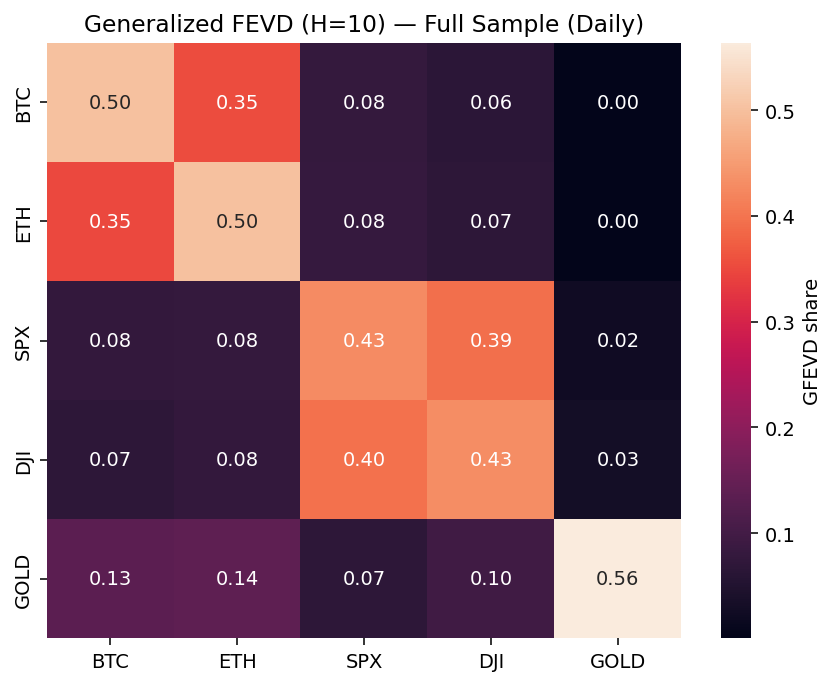 Generalized FEVD (H=10) — Full Sample (Daily)
BTC 0.50 0.35 0.08 0.06 0.00
ETH 0.35 0.50 0.08 0.07 0.00
SPX 0.08 0.08 0.43 0.39 0.02
DJI 0.07 0.08 0.40 0.43 0.03
GOLD 0.13 0.14 0.07 0.10 0.56
BTC ETH SPX DJI GOLD
0.5
0.4
0.3
0.2
0.1
GFEVD share